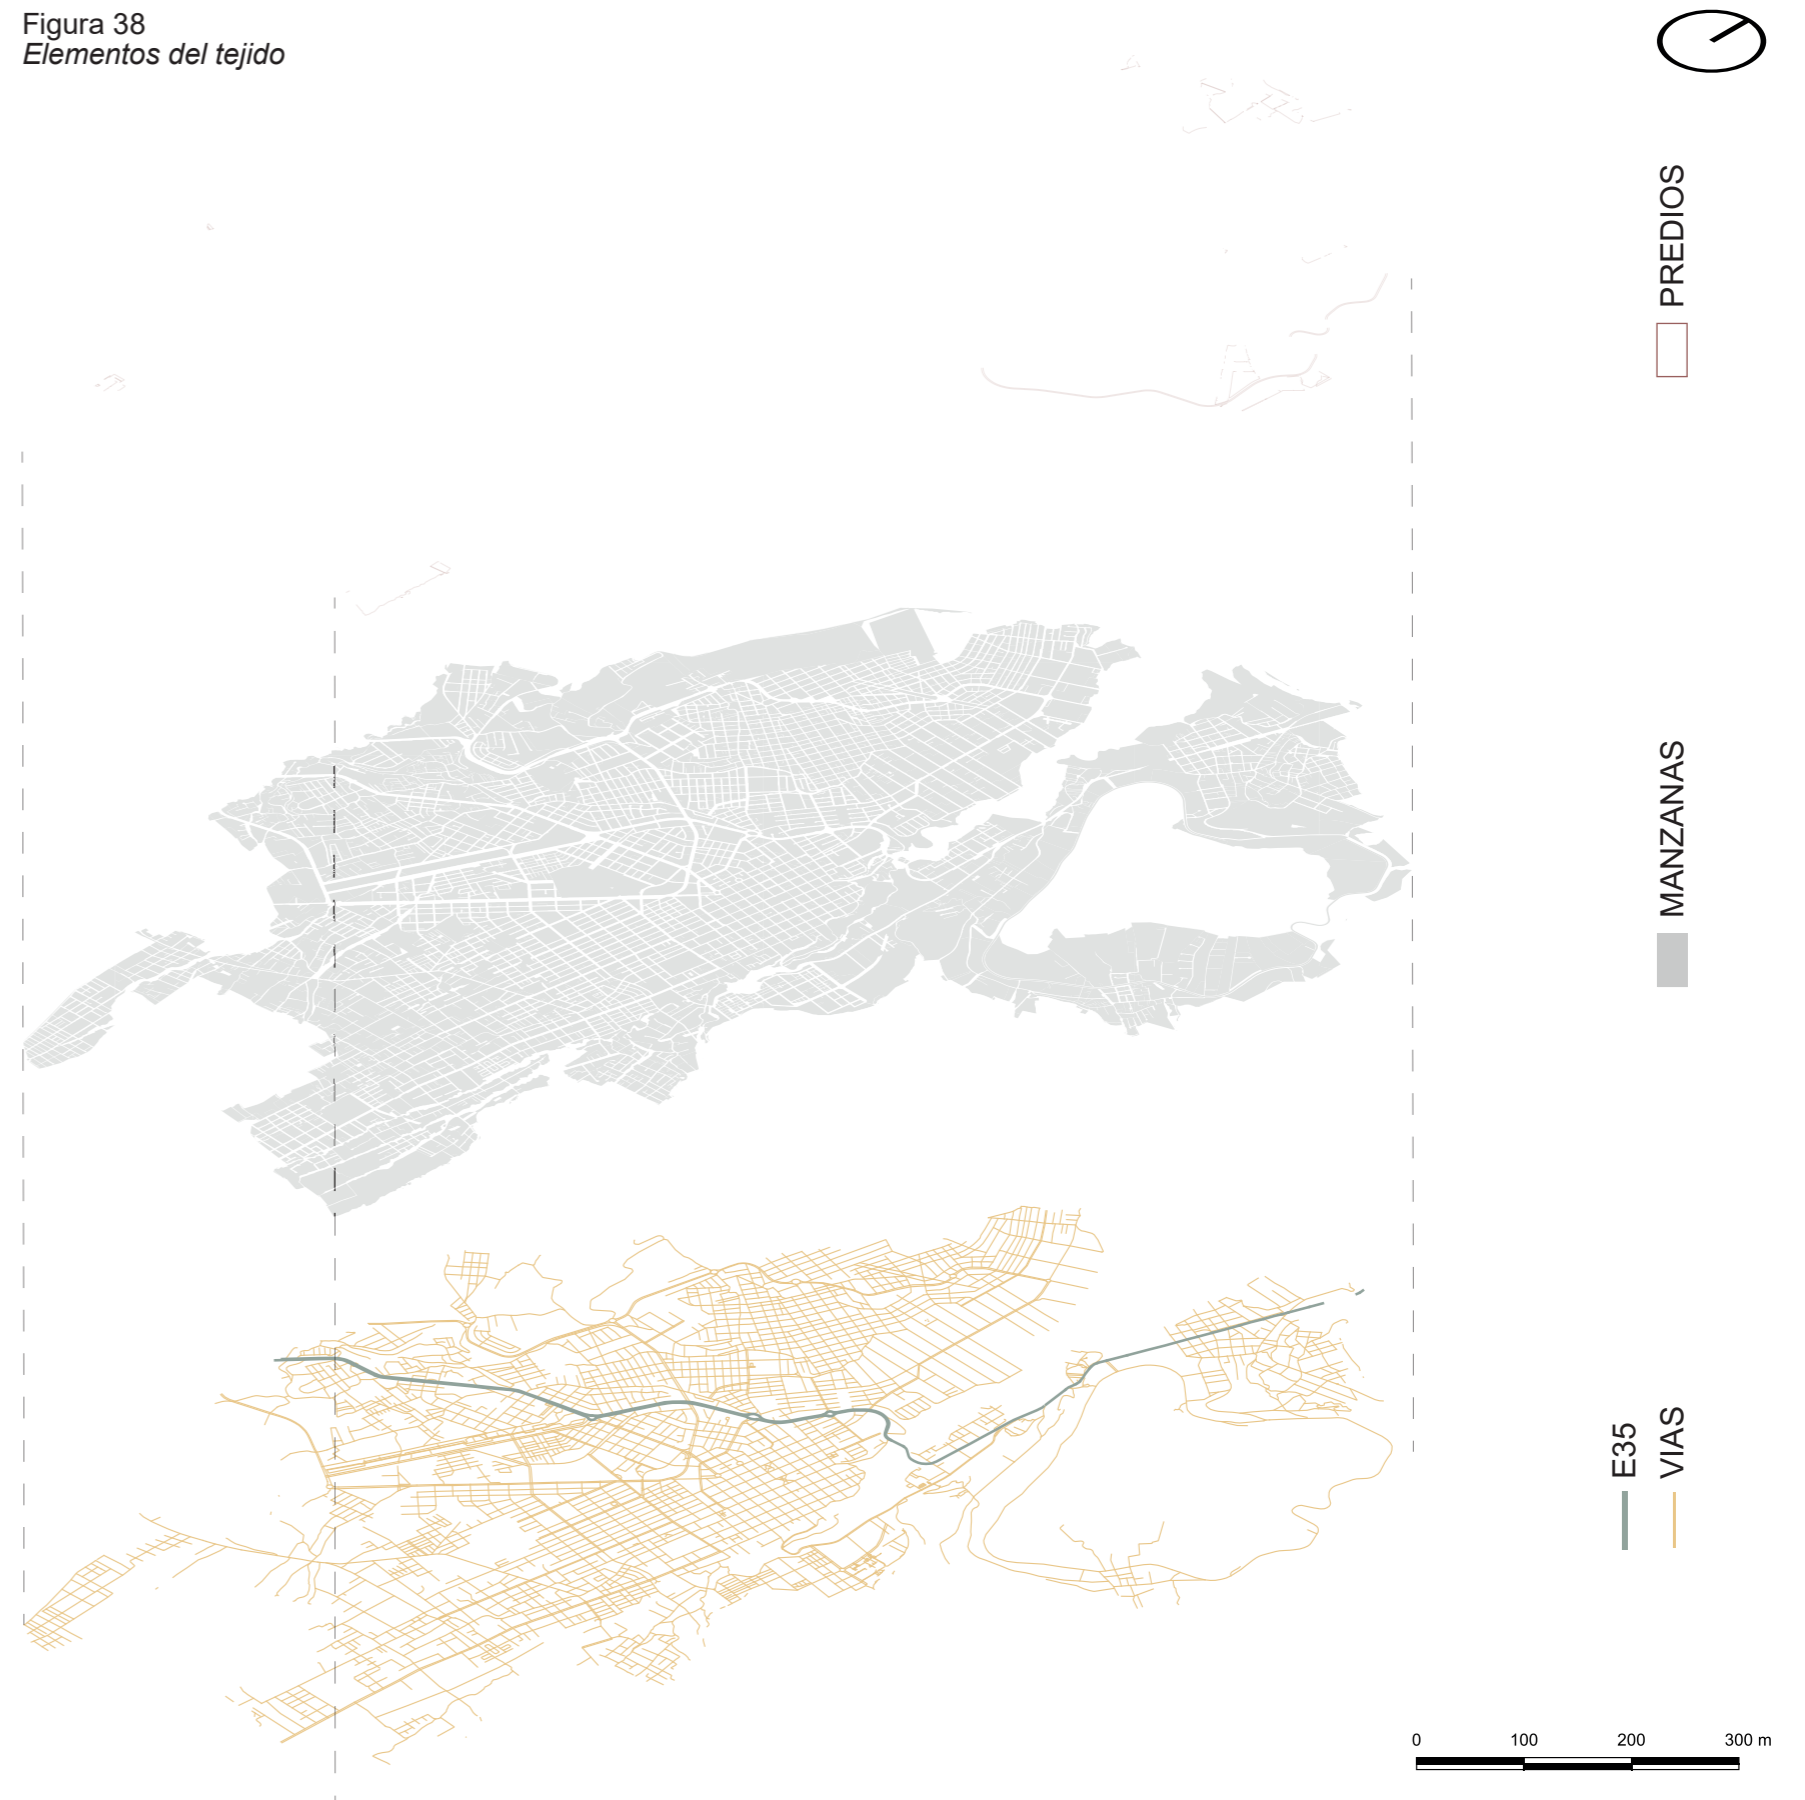 Figura 38
Elementos del tejido
PREDIOS
MANZANAS
E35
VIAS
0 100 200 300 m